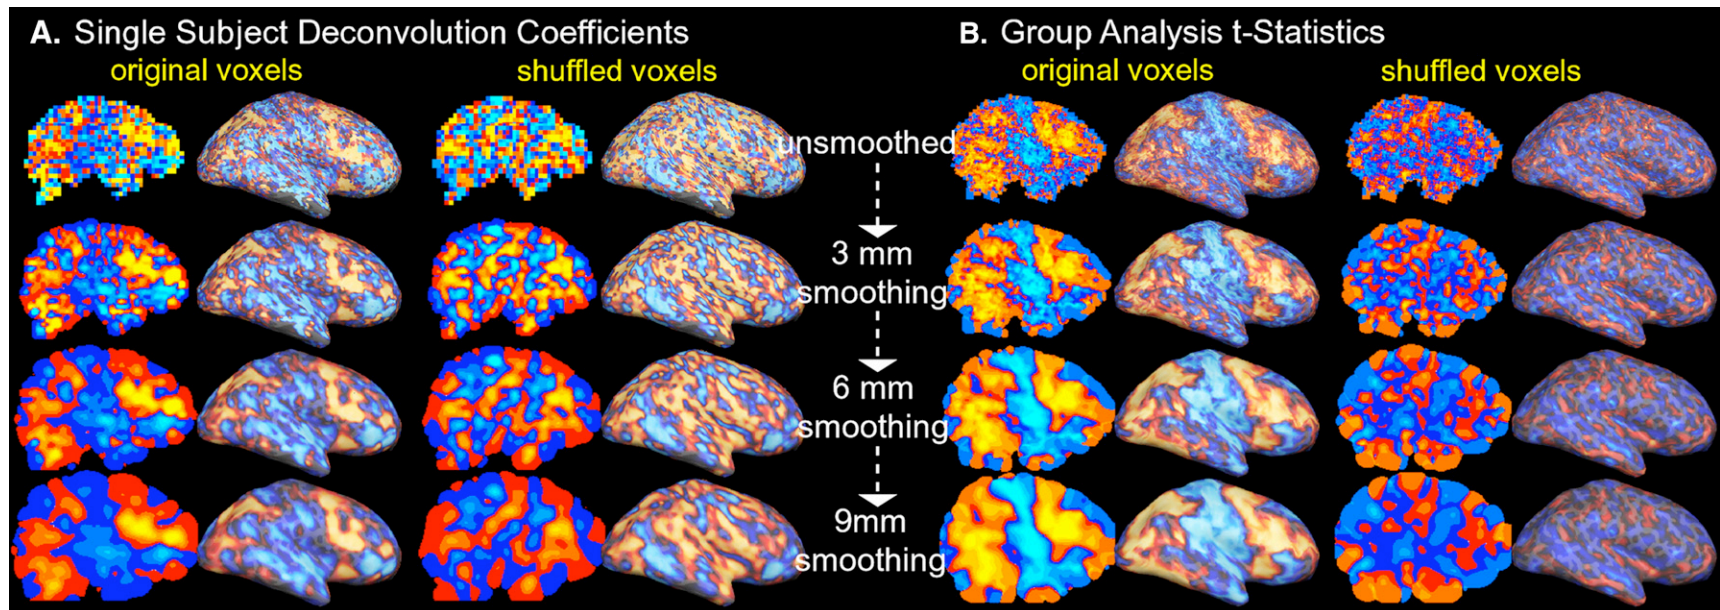 A. Single Subject Deconvolution Coefficients
original voxels
shuffled voxels
B. Group Analysis t-Statistics
original voxels
shuffled voxels
unsmoothed
3 mm
smoothing
6 mm
smoothing
9mm
smoothing